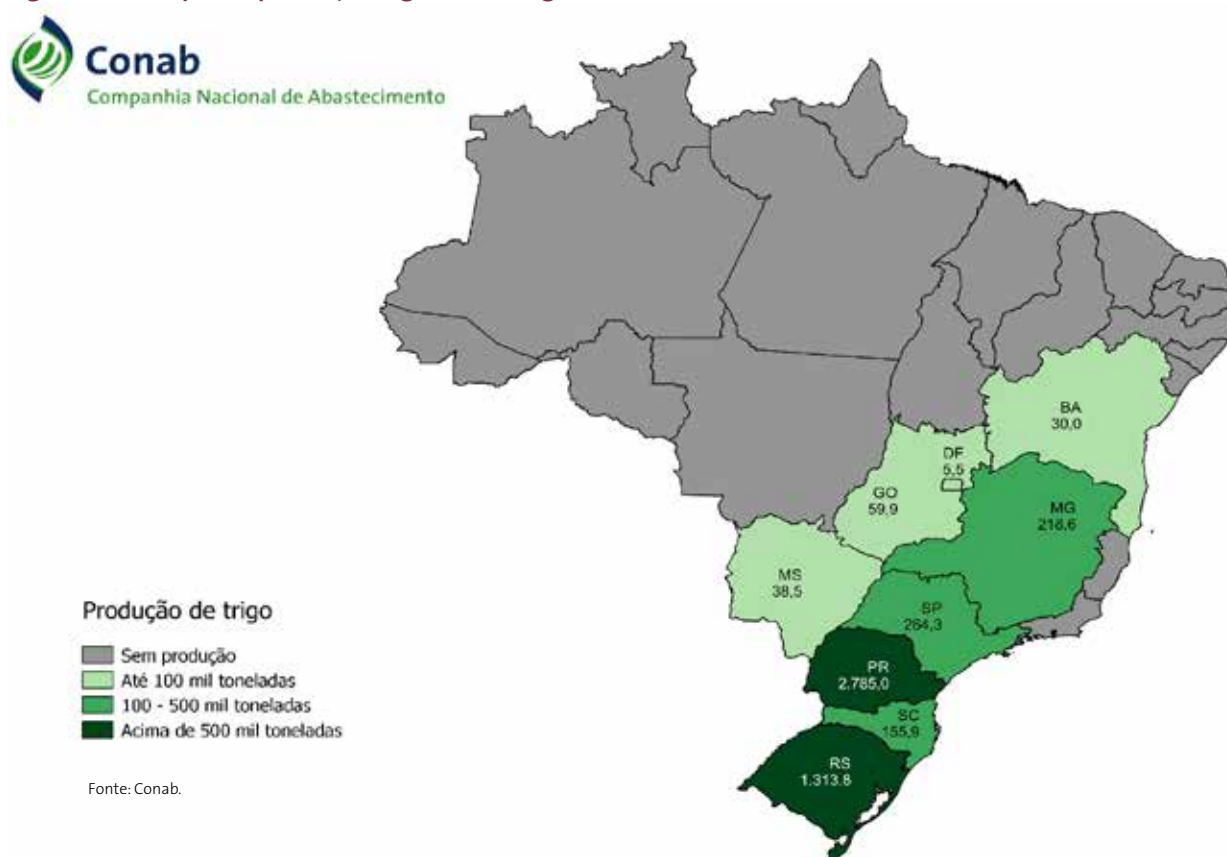 Conab
Companhia Nacional de Abastecimento
BA
30,0
DF
5,5
GO
59,9
MG
218,6
MS
38,5
SP
264,3
PR
2.785,0
SC
155,9
RS
1.313,8
Produção de trigo
Sem produção
Até 100 mil toneladas
100 - 500 mil toneladas
Acima de 500 mil toneladas
Fonte: Conab.